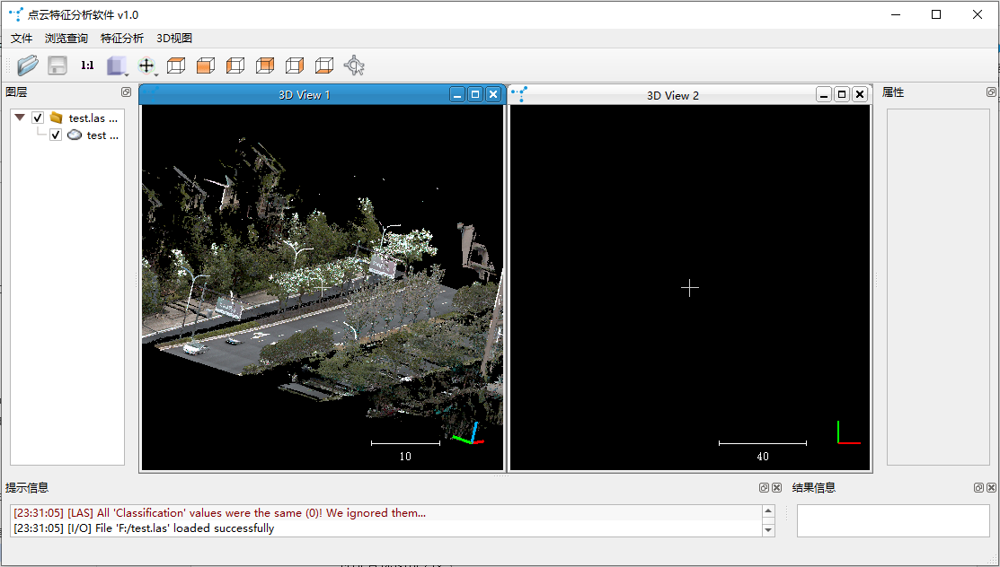 点云特征分析软件 v1.0
文件 浏览查询 特征分析 3D视图
1:1
图层
3D View 1
3D View 2
属性
test.las ...
test ...
10
40
提示信息
结果信息
[23:31:05] [LAS] All 'Classification' values were the same (0)! We ignored them...
[23:31:05] [I/O] File 'F:/test.las' loaded successfully